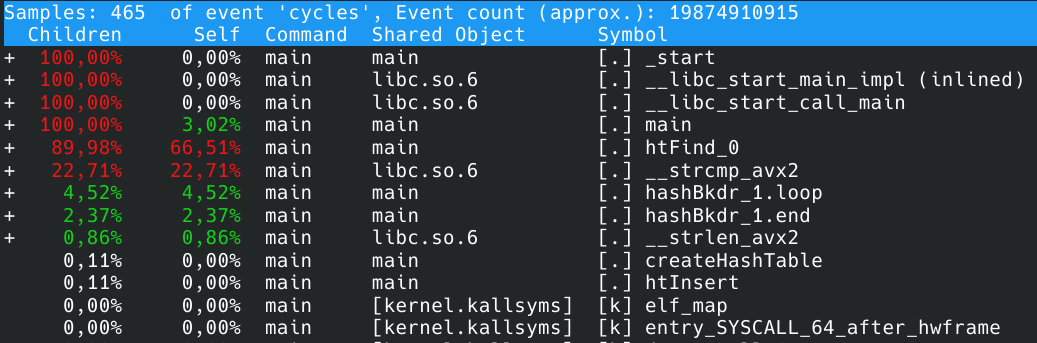 Samples: 465  of event 'cycles', Event count (approx.): 19874910915
  Children      Self  Command  Shared Object      Symbol
+  100,00%     0,00%  main     main               [.] _start
+  100,00%     0,00%  main     libc.so.6          [.] __libc_start_main_impl (inlined)
+  100,00%     0,00%  main     libc.so.6          [.] __libc_start_call_main
+  100,00%     3,02%  main     main               [.] main
+   89,98%    66,51%  main     main               [.] htFind_0
+   22,71%    22,71%  main     libc.so.6          [.] __strcmp_avx2
+    4,52%     4,52%  main     main               [.] hashBkdr_1.loop
+    2,37%     2,37%  main     main               [.] hashBkdr_1.end
+    0,86%     0,86%  main     libc.so.6          [.] __strlen_avx2
     0,11%     0,00%  main     main               [.] createHashTable
     0,11%     0,00%  main     main               [.] htInsert
     0,00%     0,00%  main     [kernel.kallsyms]  [k] elf_map
     0,00%     0,00%  main     [kernel.kallsyms]  [k] entry_SYSCALL_64_after_hwframe